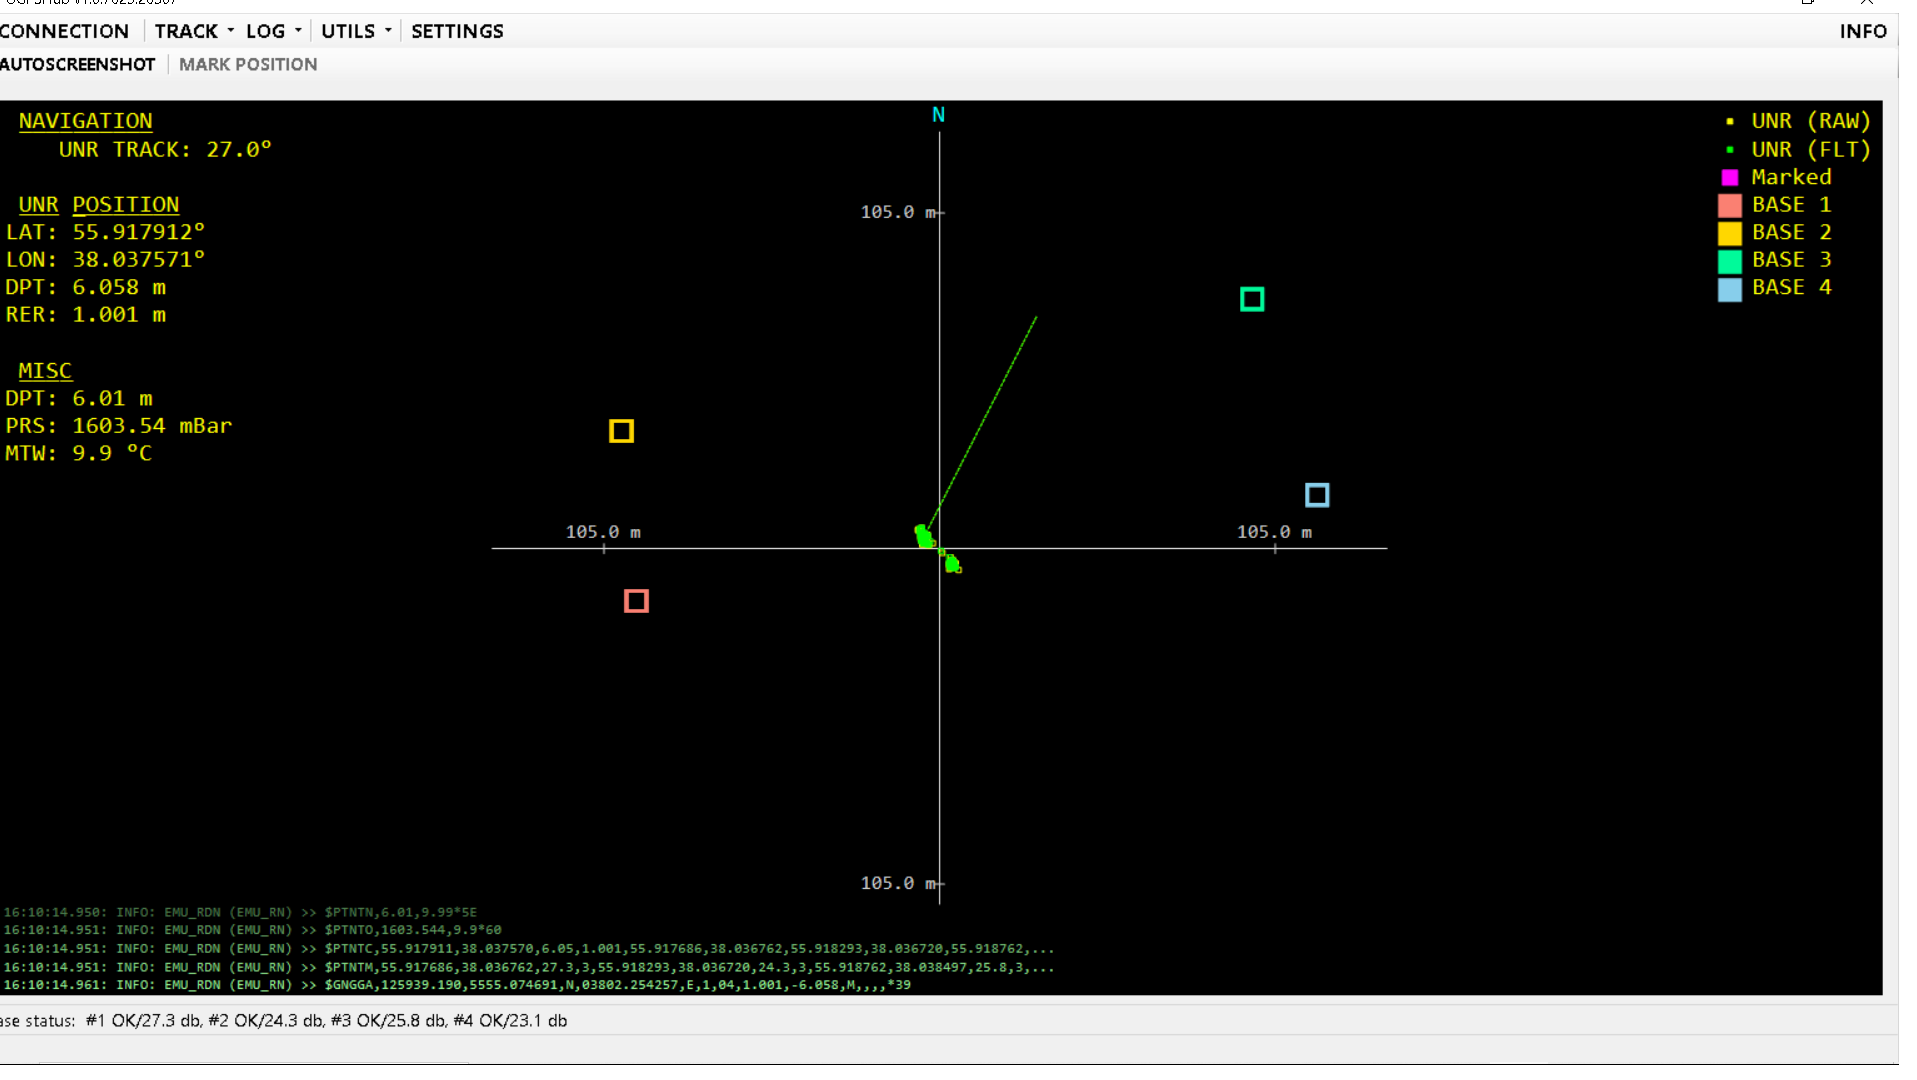 CONNECTION TRACK LOG UTILS SETTINGS INFO
AUTOSCREENSHOT MARK POSITION
NAVIGATION
UNR TRACK: 27.0°
UNR POSITION
LAT: 55.917912°
LON: 38.037571°
DPT: 6.058 m
RER: 1.001 m
MISC
DPT: 6.01 m
PRS: 1603.54 mBar
MTW: 9.9 °C
N
105.0 m
105.0 m
105.0 m
105.0 m
UNR (RAW)
UNR (FLT)
Marked
BASE 1
BASE 2
BASE 3
BASE 4
16:10:14.950: INFO: EMU_RDN (EMU_RN) >> $PTNTN,6.01,9.99*5E
16:10:14.951: INFO: EMU_RDN (EMU_RN) >> $PTNTO,1603.544,9.9*60
16:10:14.951: INFO: EMU_RDN (EMU_RN) >> $PTNTC,55.917911,38.037570,6.05,1.001,55.917686,38.036762,55.918293,38.036720,55.918762,...
16:10:14.951: INFO: EMU_RDN (EMU_RN) >> $PTNTM,55.917686,38.036762,27.3,3,55.918293,38.036720,24.3,3,55.918762,38.038497,25.8,3,...
16:10:14.961: INFO: EMU_RDN (EMU_RN) >> $GNGGA,125939.190,5555.074691,N,03802.254257,E,1,04,1.001,-6.058,M,,,,*39
ase status: #1 OK/27.3 db, #2 OK/24.3 db, #3 OK/25.8 db, #4 OK/23.1 db